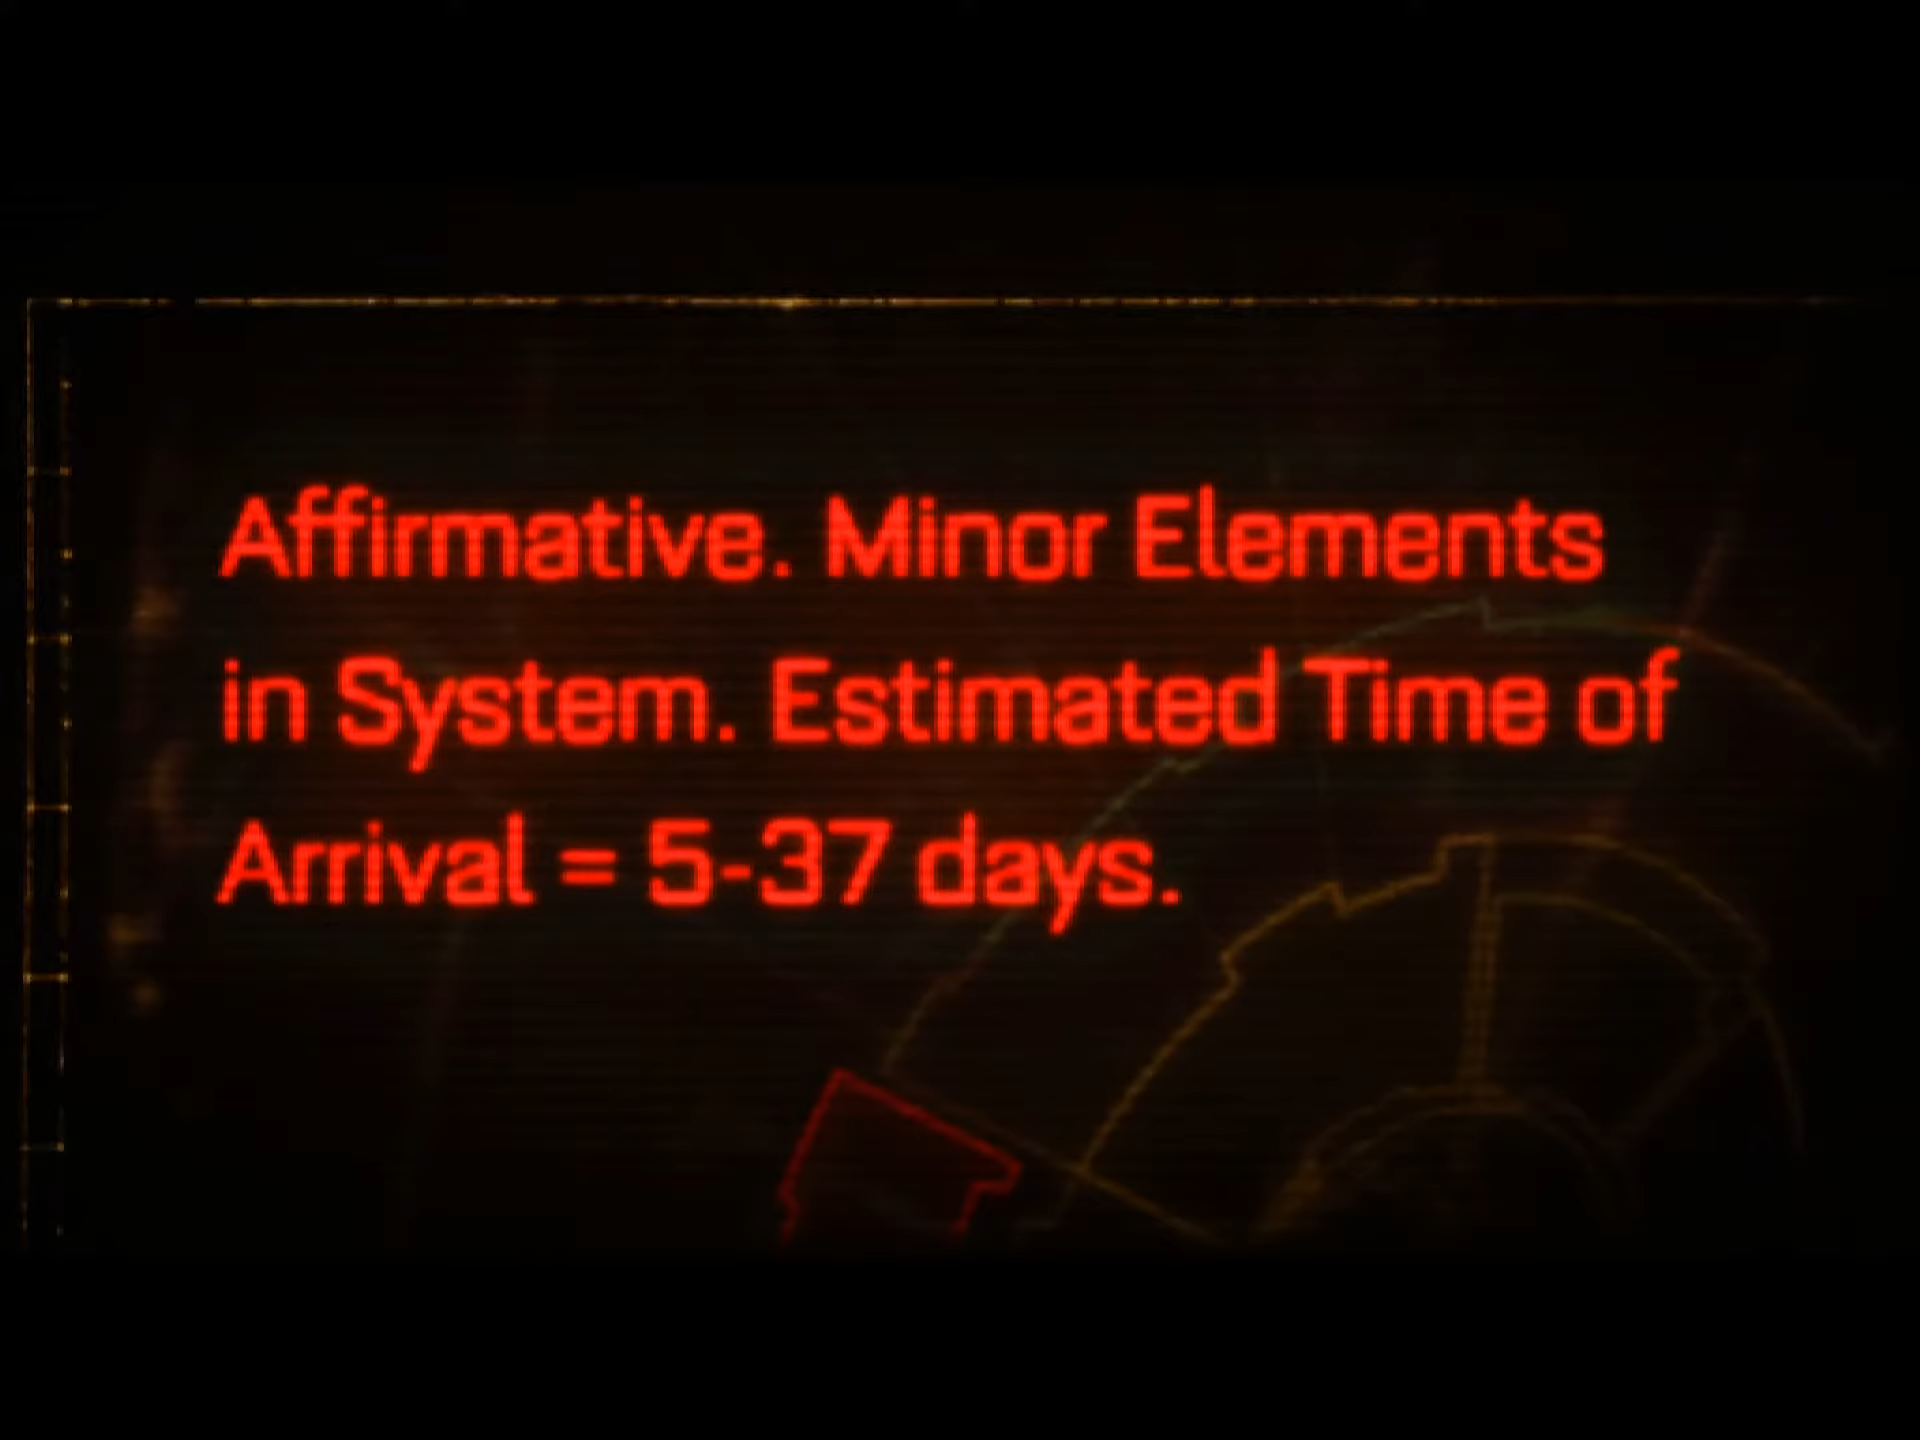 Affirmative. Minor Elements
in System. Estimated Time of
Arrival = 5-37 days.